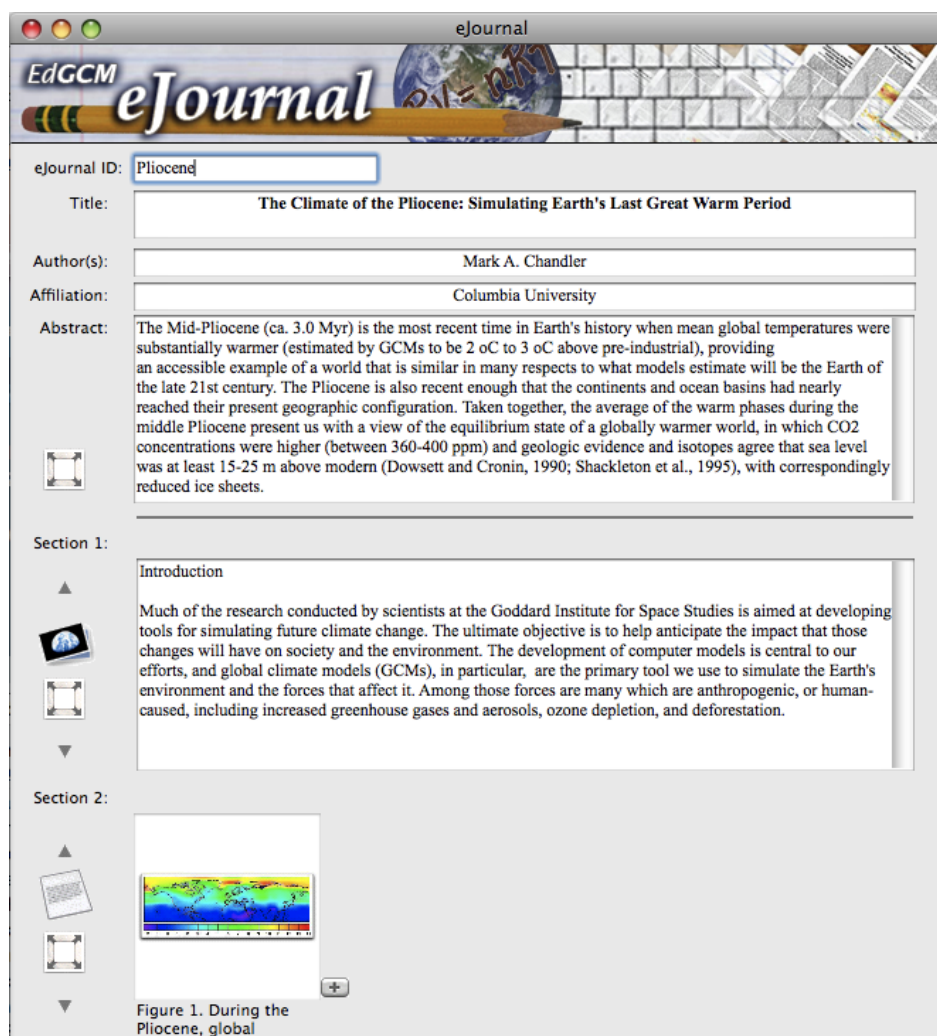 eJournal
EdGCM
eJournal
PV= nRT
eJournal ID: Pliocene
Title: The Climate of the Pliocene: Simulating Earth's Last Great Warm Period
Author(s): Mark A. Chandler
Affiliation: Columbia University
Abstract: The Mid-Pliocene (ca. 3.0 Myr) is the most recent time in Earth's history when mean global temperatures were
substantially warmer (estimated by GCMs to be 2 oC to 3 oC above pre-industrial), providing
an accessible example of a world that is similar in many respects to what models estimate will be the Earth of
the late 21st century. The Pliocene is also recent enough that the continents and ocean basins had nearly
reached their present geographic configuration. Taken together, the average of the warm phases during the
middle Pliocene present us with a view of the equilibrium state of a globally warmer world, in which CO2
concentrations were higher (between 360-400 ppm) and geologic evidence and isotopes agree that sea level
was at least 15-25 m above modern (Dowsett and Cronin, 1990; Shackleton et al., 1995), with correspondingly
reduced ice sheets.
Section 1:
Introduction
Much of the research conducted by scientists at the Goddard Institute for Space Studies is aimed at developing
tools for simulating future climate change. The ultimate objective is to help anticipate the impact that those
changes will have on society and the environment. The development of computer models is central to our
efforts, and global climate models (GCMs), in particular, are the primary tool we use to simulate the Earth's
environment and the forces that affect it. Among those forces are many which are anthropogenic, or human-
caused, including increased greenhouse gases and aerosols, ozone depletion, and deforestation.
Section 2:
Figure 1. During the
Pliocene, global